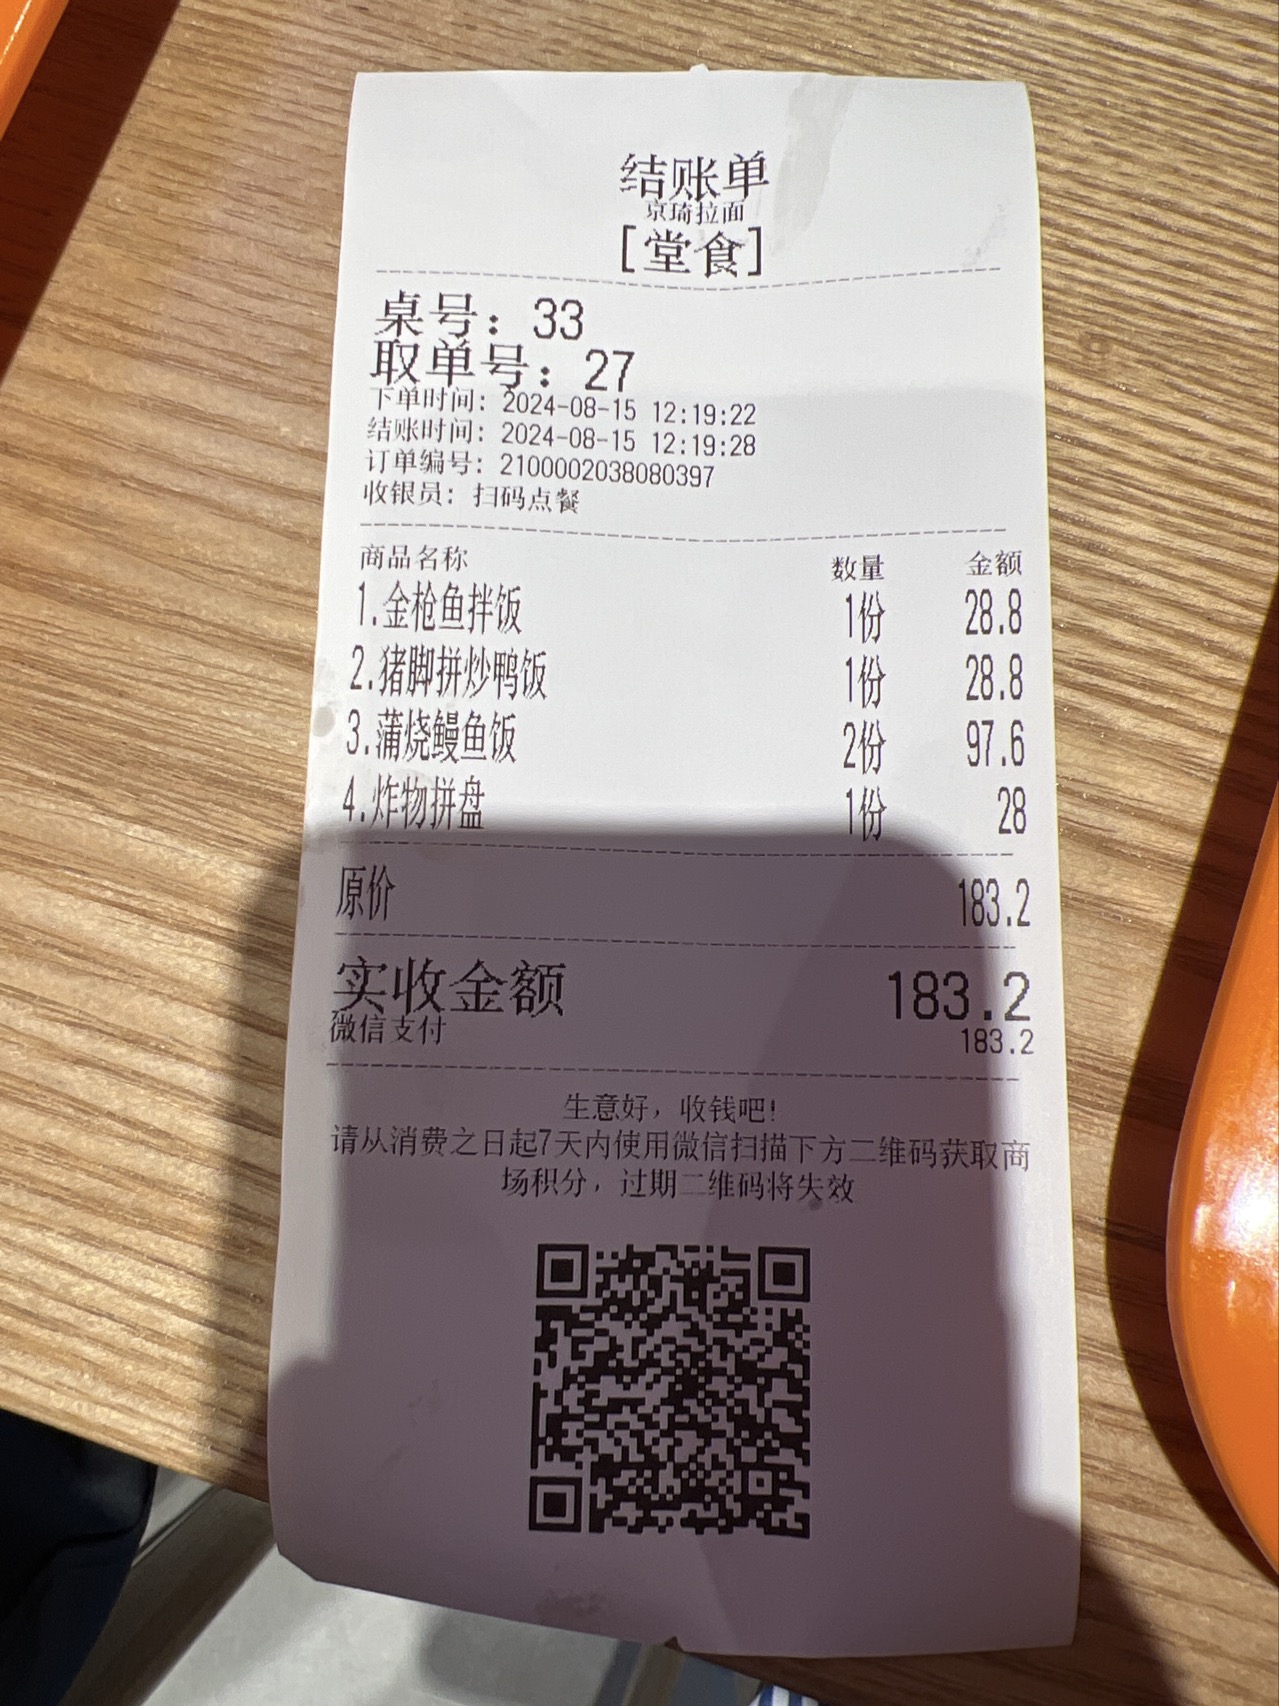 结账单
京琦拉面
[堂食]
桌号：33
取单号：27
下单时间：2024-08-15 12:19:22
结账时间：2024-08-15 12:19:28
订单编号：2100002038080397
收银员：扫码点餐
商品名称 数量 金额
1.金枪鱼拌饭 1份 28.8
2.猪脚拼炒鸭饭 1份 28.8
3.蒲烧鳗鱼饭 2份 97.6
4.炸物拼盘 1份 28
原价 183.2
实收金额 183.2
微信支付 183.2
生意好，收钱吧!
请从消费之日起7天内使用微信扫描下方二维码获取商
场积分，过期二维码将失效